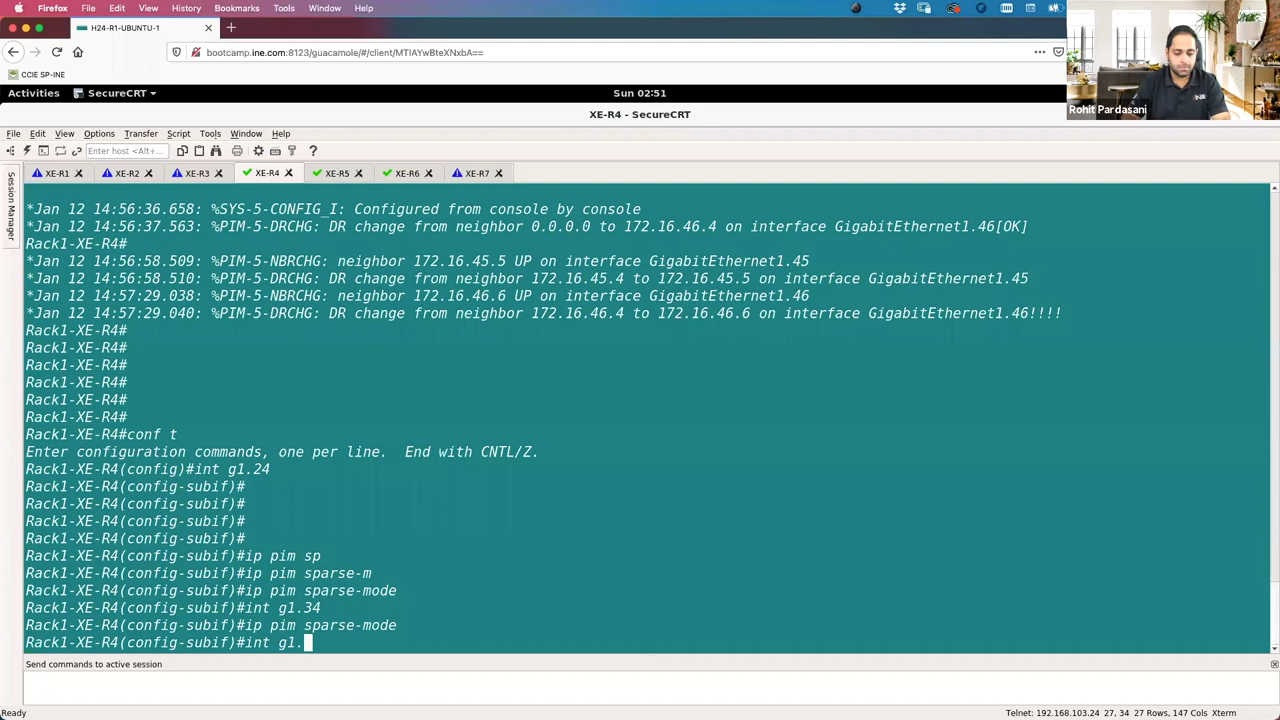 Firefox File Edit View History Bookmarks Tools Window Help
H24-R1-UBUNTU-1
bootcamp.ine.com:8123/guacamole/#/client/MTIAYwBteXNxbA==
CCIE SP-INE
Activities SecureCRT Sun 02:51
Rohit Pardasani
XE-R4 - SecureCRT
File Edit View Options Transfer Script Tools Window Help
Enter host <Alt+...
Session Manager
XE-R1 XE-R2 XE-R3 XE-R4 XE-R5 XE-R6 XE-R7
*Jan 12 14:56:36.658: %SYS-5-CONFIG_I: Configured from console by console
*Jan 12 14:56:37.563: %PIM-5-DRCHG: DR change from neighbor 0.0.0.0 to 172.16.46.4 on interface GigabitEthernet1.46[OK]
Rack1-XE-R4#
*Jan 12 14:56:58.509: %PIM-5-NBRCHG: neighbor 172.16.45.5 UP on interface GigabitEthernet1.45
*Jan 12 14:56:58.510: %PIM-5-DRCHG: DR change from neighbor 172.16.45.4 to 172.16.45.5 on interface GigabitEthernet1.45
*Jan 12 14:57:29.038: %PIM-5-NBRCHG: neighbor 172.16.46.6 UP on interface GigabitEthernet1.46
*Jan 12 14:57:29.040: %PIM-5-DRCHG: DR change from neighbor 172.16.46.4 to 172.16.46.6 on interface GigabitEthernet1.46!!!!
Rack1-XE-R4#
Rack1-XE-R4#
Rack1-XE-R4#
Rack1-XE-R4#
Rack1-XE-R4#
Rack1-XE-R4#
Rack1-XE-R4#conf t
Enter configuration commands, one per line. End with CNTL/Z.
Rack1-XE-R4(config)#int g1.24
Rack1-XE-R4(config-subif)#
Rack1-XE-R4(config-subif)#
Rack1-XE-R4(config-subif)#
Rack1-XE-R4(config-subif)#
Rack1-XE-R4(config-subif)#ip pim sp
Rack1-XE-R4(config-subif)#ip pim sparse-m
Rack1-XE-R4(config-subif)#ip pim sparse-mode
Rack1-XE-R4(config-subif)#int g1.34
Rack1-XE-R4(config-subif)#ip pim sparse-mode
Rack1-XE-R4(config-subif)#int g1.
Send commands to active session
Ready Telnet: 192.168.103.24 27, 34 27 Rows, 147 Cols Xterm